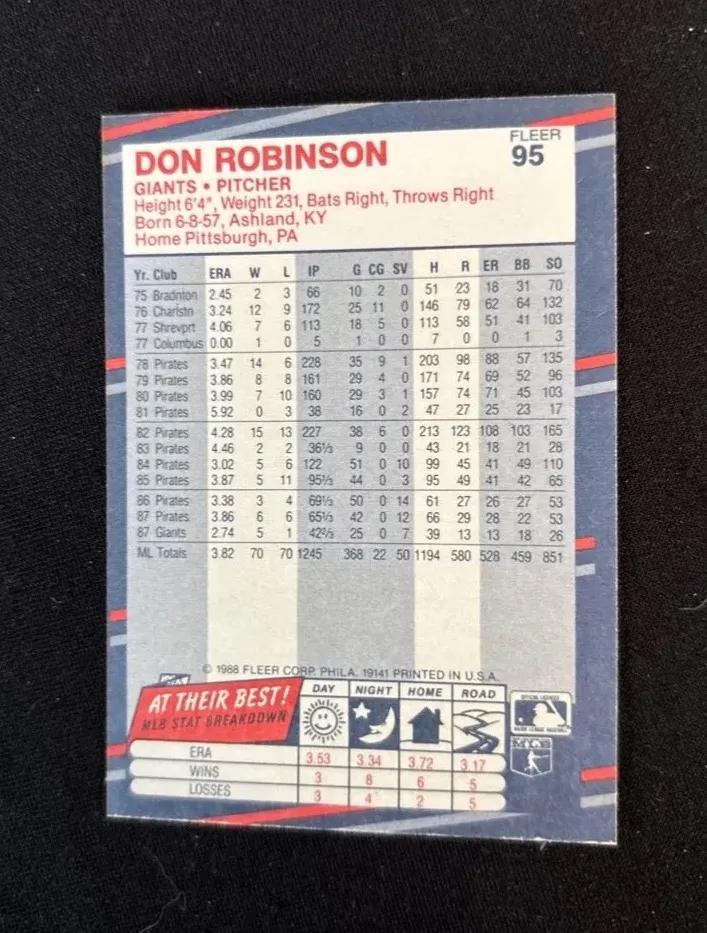 FLEER
95
DON ROBINSON
GIANTS • PITCHER
Height 6'4", Weight 231, Bats Right, Throws Right
Born 6-8-57, Ashland, KY
Home Pittsburgh, PA
Yr. Club ERA W L IP G CG SV H R ER BB SO
75 Bradnton 2.45 2 3 66 10 2 0 51 23 18 31 70
76 Charlstn 3.24 12 9 172 25 11 0 146 79 62 64 132
77 Shrevprt 4.06 7 6 113 18 5 0 113 58 51 41 103
77 Columbus 0.00 1 0 5 1 0 0 7 0 0 1 3
78 Pirates 3.47 14 6 228 35 9 1 203 98 88 57 135
79 Pirates 3.86 8 8 161 29 4 0 171 74 69 52 96
80 Pirates 3.99 7 10 160 29 3 1 157 74 71 45 103
81 Pirates 5.92 0 3 38 16 0 2 47 27 25 23 17
82 Pirates 4.28 15 13 227 38 6 0 213 123 108 103 165
83 Pirates 4.46 2 2 36⅓ 9 0 0 43 21 18 21 28
84 Pirates 3.02 5 6 122 51 0 10 99 45 41 49 110
85 Pirates 3.87 5 11 95⅓ 44 0 3 95 49 41 42 65
86 Pirates 3.38 3 4 69⅓ 50 0 14 61 27 26 27 53
87 Pirates 3.86 6 6 65⅓ 42 0 12 66 29 28 22 53
87 Giants 2.74 5 1 42⅔ 25 0 7 39 13 13 18 26
ML Totals 3.82 70 70 1245 368 22 50 1194 580 528 459 851
© 1988 FLEER CORP. PHILA. 19141 PRINTED IN U.S.A.
AT THEIR BEST!
MLB STAT BREAKDOWN
DAY NIGHT HOME ROAD
ERA 3.53 3.34 3.72 3.17
WINS 3 8 6 5
LOSSES 3 4 2 5